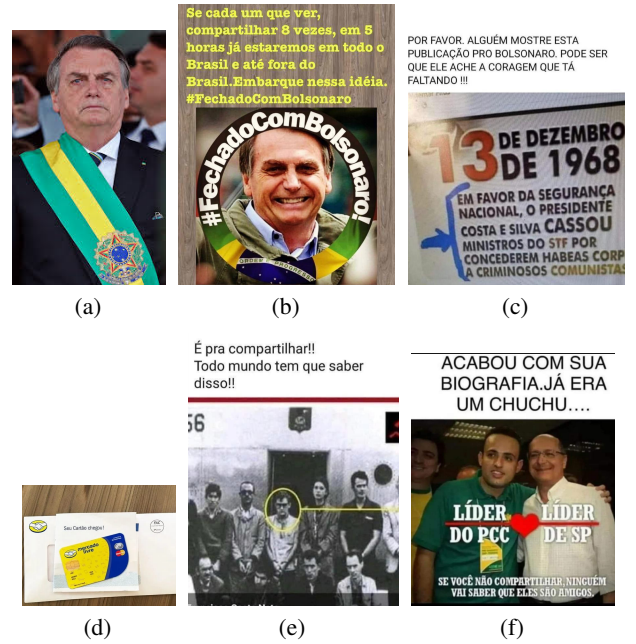 Se cada um que ver,
compartilhar 8 vezes, em 5
horas já estaremos em todo o
Brasil e até fora do
Brasil.Embarque nessa idéia.
#FechadoComBolsonaro
#FechadoComBolsonaro!
ORDEM E PROGRESSO
POR FAVOR. ALGUÉM MOSTRE ESTA
PUBLICAÇÃO PRO BOLSONARO. PODE SER
QUE ELE ACHE A CORAGEM QUE TÁ
FALTANDO !!!
13 DE DEZEMBRO
DE 1968
EM FAVOR DA SEGURANÇA
NACIONAL, O PRESIDENTE
COSTA E SILVA CASSOU
MINISTROS DO STF POR
CONCEDEREM HABEAS CORP
A CRIMINOSOS COMUNISTAS
(a)
(b)
(c)
Seu Cartão chegou!
mercado
livre
É pra compartilhar!!
Todo mundo tem que saber
disso!!
56
ACABOU COM SUA
BIOGRAFIA.JÁ ERA
UM CHUCHU....
LÍDER
DO PCC
LÍDER
DE SP
SE VOCÊ NÃO COMPARTILHAR, NINGUÉM
VAI SABER QUE ELES SÃO AMIGOS.
(d)
(e)
(f)